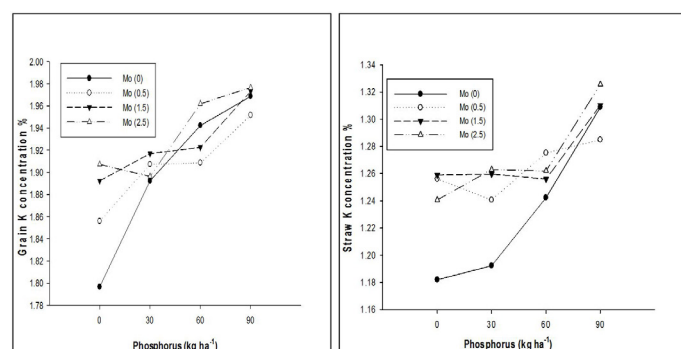 2.00
1.98
1.96
1.94
1.92
1.90
1.88
1.86
1.84
1.82
1.80
1.78
Grain K concentration %
Mo (0)
Mo (0.5)
Mo (1.5)
Mo (2.5)
0 30 60 90
Phosphorus (kg ha⁻¹)
1.34
1.32
1.30
1.28
1.26
1.24
1.22
1.20
1.18
1.16
Straw K concentration %
Mo (0)
Mo (0.5)
Mo (1.5)
Mo (2.5)
0 30 60 90
Phosphorus (kg ha⁻¹)